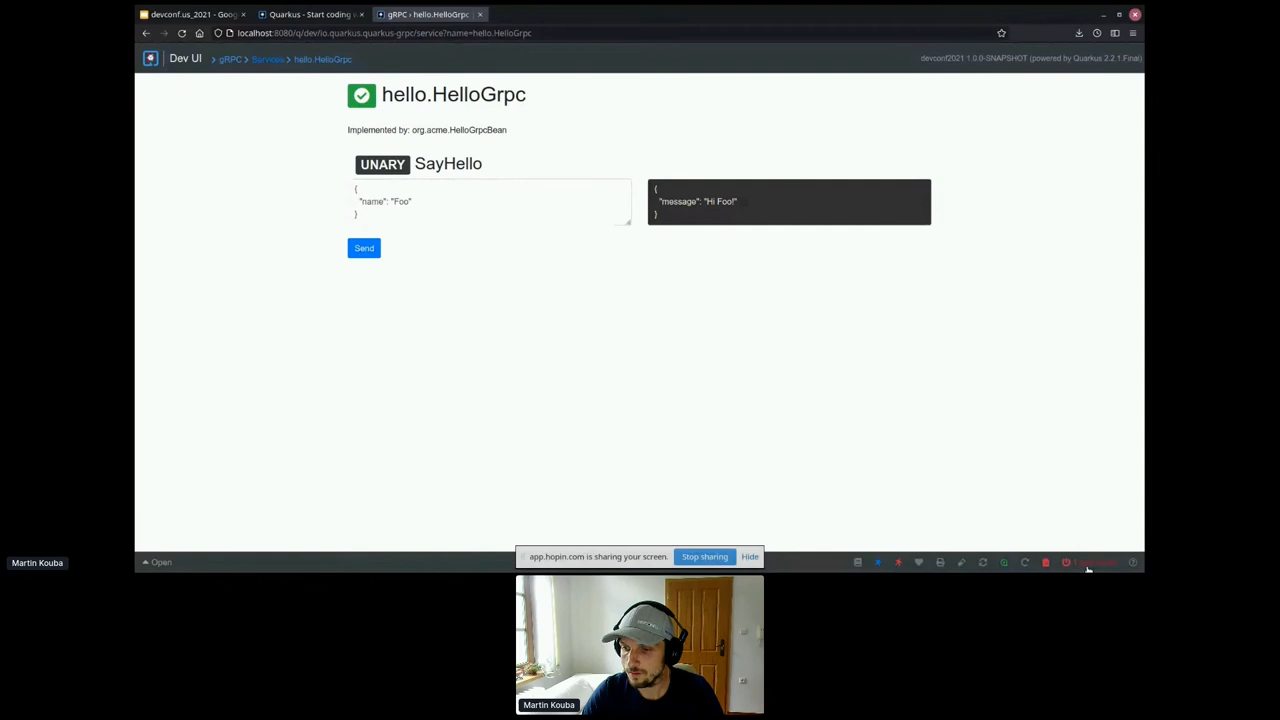 devconf.us_2021 - Goog
Quarkus - Start coding
gRPC › hello.HelloGrpc
localhost:8080/q/dev/io.quarkus.quarkus-grpc/service?name=hello.HelloGrpc
Dev UI
gRPC
Services
hello.HelloGrpc
devconf2021 1.0.0-SNAPSHOT (powered by Quarkus 2.2.1.Final)
hello.HelloGrpc
Implemented by: org.acme.HelloGrpcBean
UNARY SayHello
{
"name": "Foo"
}
{
"message": "Hi Foo!"
}
Send
app.hopin.com is sharing your screen.
Stop sharing
Hide
Open
Martin Kouba
Martin Kouba